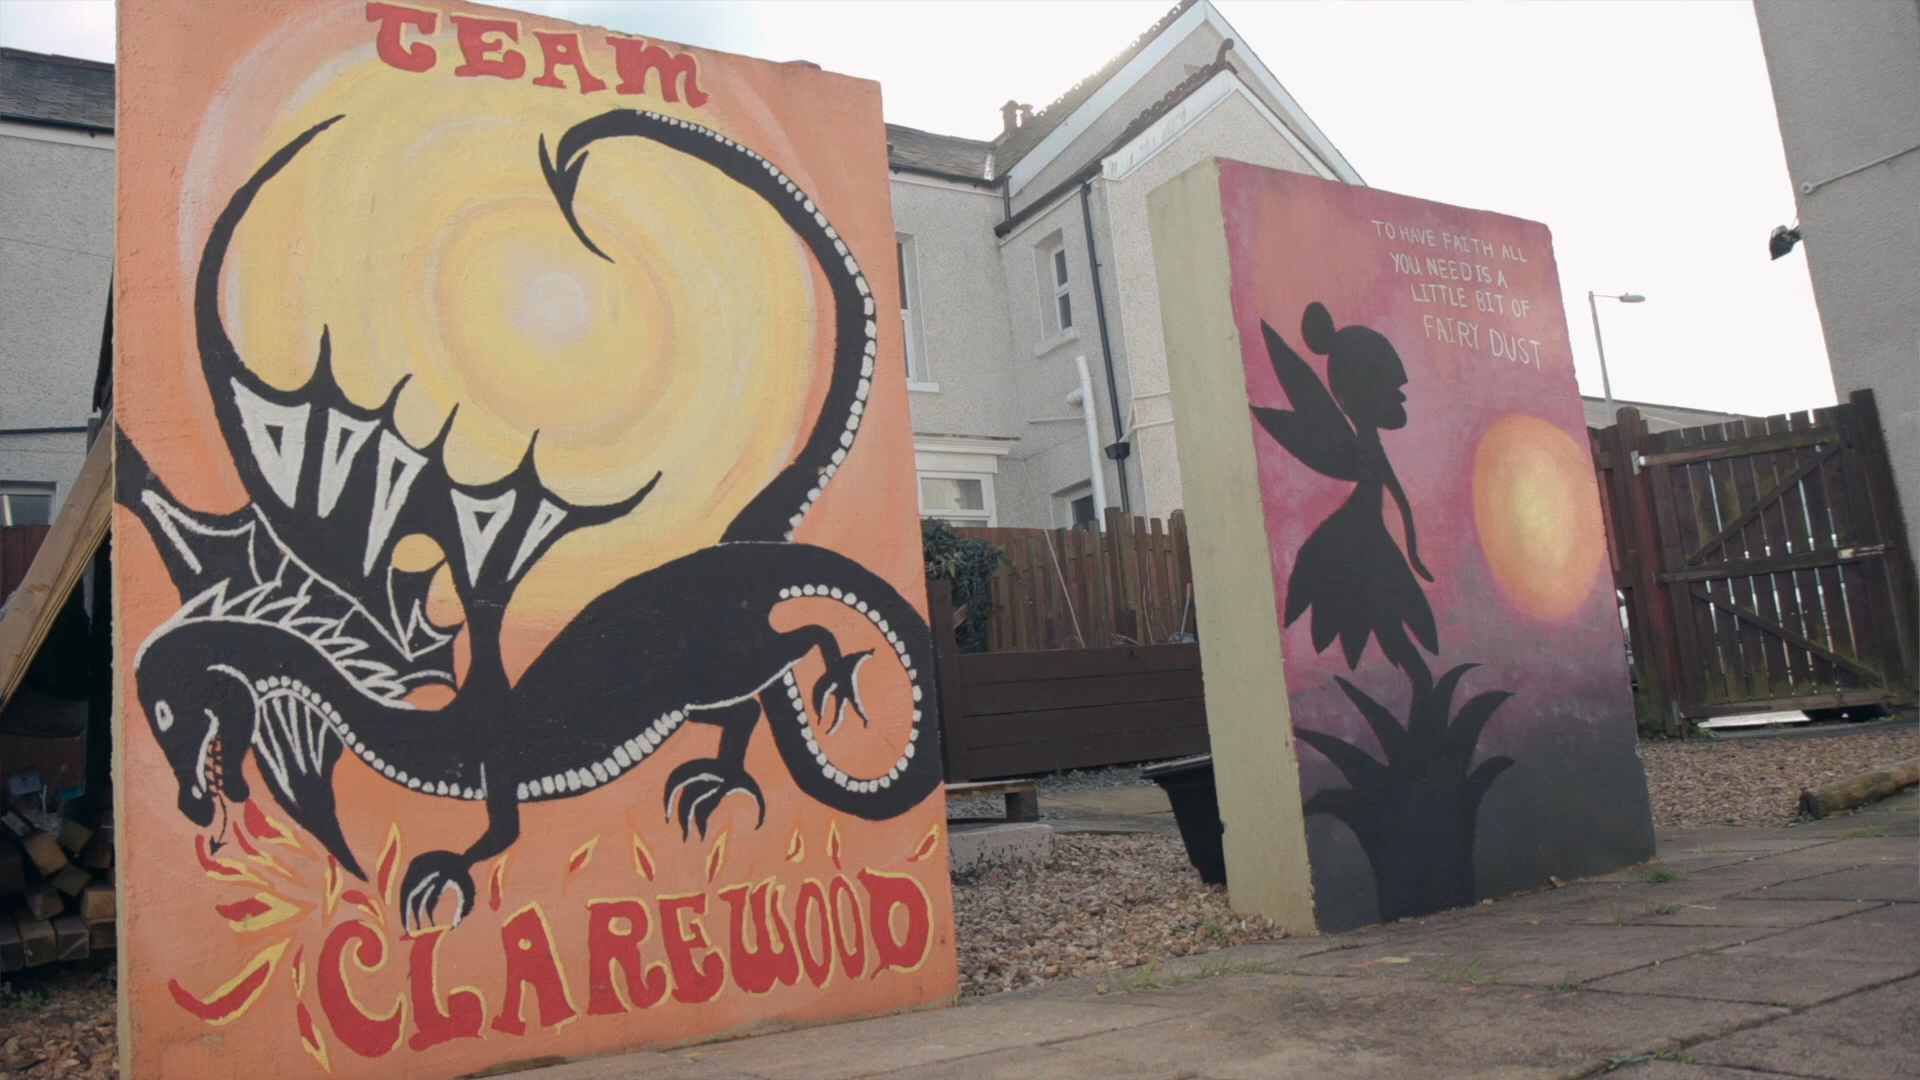 TEAM
CLAREWOOD
TO HAVE FAITH ALL
YOU NEED IS A
LITTLE BIT OF
FAIRY DUST